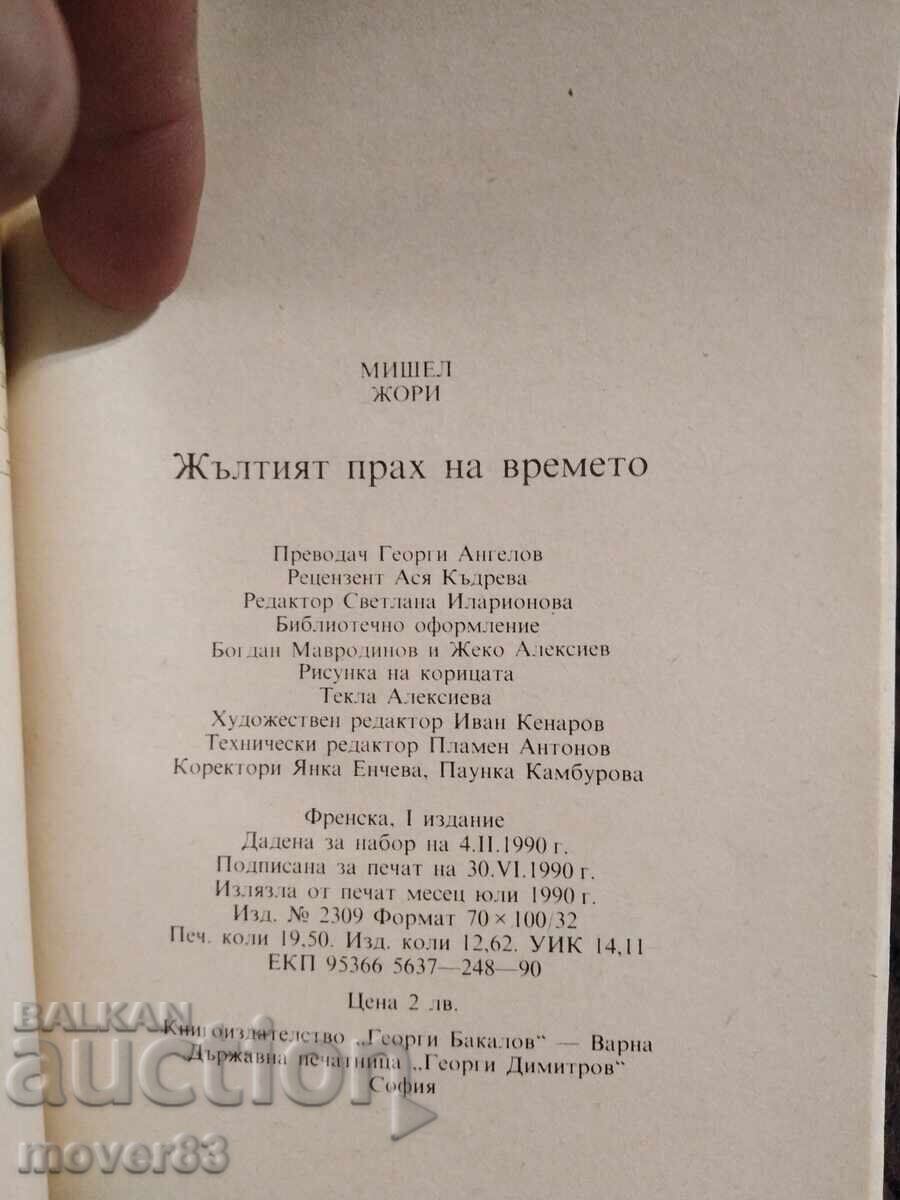 МИШЕЛ
ЖОРИ
Жълтият прах на времето
Преводач Георги Ангелов
Рецензент Ася Къдрева
Редактор Светлана Иларионова
Библиотечно оформление
Богдан Мавродинов и Жеко Алексиев
Рисунка на корицата
Текла Алексиева
Художествен редактор Иван Кенаров
Технически редактор Пламен Антонов
Коректори Янка Енчева, Паунка Камбурова
Френска, I издание
Дадена за набор на 4.II.1990 г.
Подписана за печат на 30.VI.1990 г.
Излязла от печат месец юли 1990 г.
Изд. № 2309 Формат 70×100/32
Печ. коли 19,50. Изд. коли 12,62. УИК 14,11
ЕКП 95366 5637—248—90
Цена 2 лв.
Книгоиздателство „Георги Бакалов“ — Варна
Държавна печатница „Георги Димитров“
София
BALKAN
auction
mover83